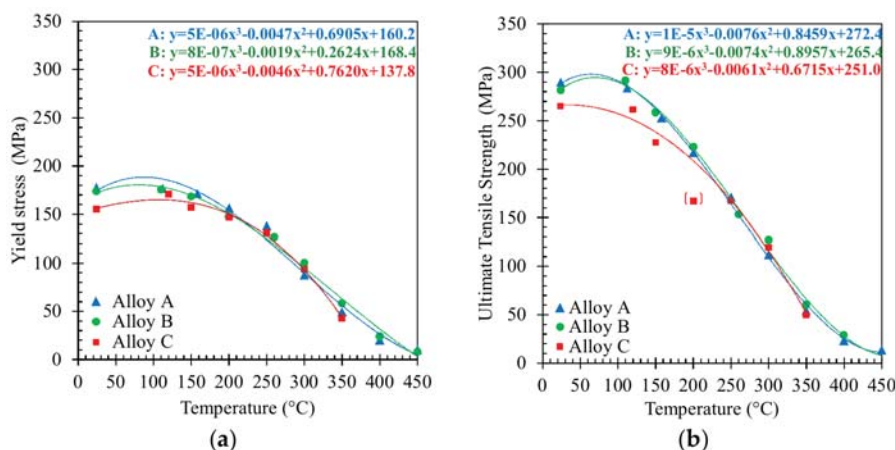 A: y=5E-06x³-0.0047x²+0.6905x+160.2
B: y=8E-07x³-0.0019x²+0.2624x+168.4
C: y=5E-06x³-0.0046x²+0.7620x+137.8
350
300
250
200
150
100
50
0
Yield stress (MPa)
Alloy A
Alloy B
Alloy C
0 50 100 150 200 250 300 350 400 450
Temperature (°C)
(a)
A: y=1E-5x³-0.0076x²+0.8459x+272.4
B: y=9E-6x³-0.0074x²+0.8957x+265.4
C: y=8E-6x³-0.0061x²+0.6715x+251.0
350
300
250
200
150
100
50
0
Ultimate Tensile Strength (MPa)
( )
Alloy A
Alloy B
Alloy C
0 50 100 150 200 250 300 350 400 450
Temperature (°C)
(b)